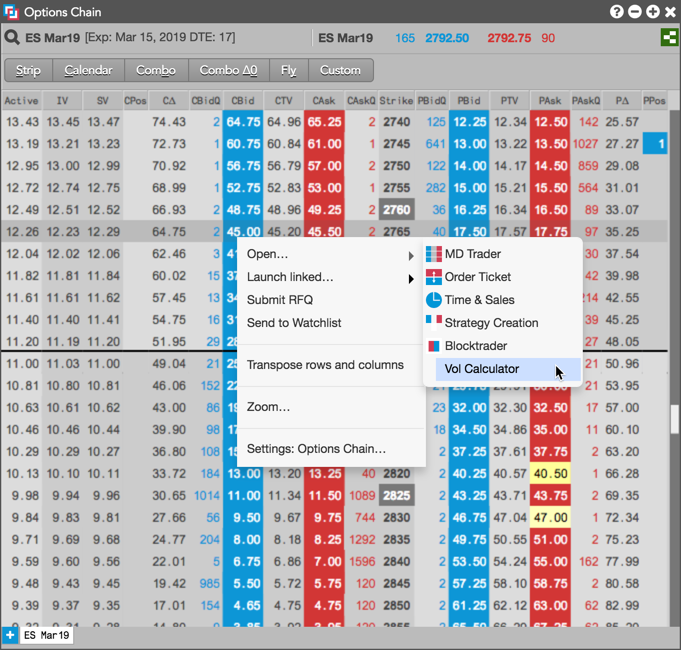 Options Chain
ES Mar19 [Exp: Mar 15, 2019 DTE: 17] ES Mar19 165 2792.50 2792.75 90
Strip Calendar Combo Combo Δ0 Fly Custom
Active IV SV CPos CΔ CBidQ CBid CTV CAsk CAskQ Strike PBidQ PBid PTV PAsk PAskQ PΔ PPos
13.43 13.45 13.47 74.43 2 64.75 64.96 65.25 2 2740 125 12.25 12.34 12.50 142 25.57
13.19 13.21 13.23 72.73 1 60.75 60.84 61.00 1 2745 641 13.00 13.22 13.50 1027 27.27 1
12.95 13.00 12.99 70.92 1 56.75 56.79 57.00 2 2750 122 14.00 14.17 14.50 859 29.08
12.72 12.74 12.75 68.99 1 52.75 52.83 53.00 1 2755 282 15.00 15.21 15.50 564 31.01
12.49 12.51 12.52 66.93 2 48.75 48.96 49.25 2 2760 36 16.25 16.34 16.50 89 33.07
12.26 12.23 12.29 64.75 2 45.00 45.20 45.50 2 2765 40 17.50 17.57 17.75 97 35.25
12.04 12.02 12.06 62.46 3 Open... MD Trader 30 37.54
11.82 11.81 11.84 60.02 15 Launch linked... Order Ticket 42 39.98
11.61 11.61 11.62 57.45 13 Submit RFQ Time & Sales 42.55
11.40 11.40 11.41 54.75 16 Send to Watchlist Strategy Creation 39 45.25
11.20 11.19 11.20 51.95 29 Blocktrader 27 48.05
11.00 11.03 11.00 49.04 21 Transpose rows and columns Vol Calculator 21 50.96
10.81 10.80 10.81 46.06 152 21 53.95
10.63 10.61 10.62 43.00 86 Zoom... 23 32.00 32.30 32.50 17 57.00
10.46 10.46 10.44 39.90 98 18 34.50 34.86 35.00 11 60.10
10.29 10.29 10.27 36.80 108 Settings: Options Chain... 2 37.25 37.61 37.75 2 63.20
10.13 10.10 10.11 33.72 184 13.00 13.20 13.25 40 2820 2 40.25 40.57 40.50 1 66.28
9.98 9.94 9.96 30.65 1014 11.00 11.34 11.50 1089 2825 2 43.25 43.71 43.75 2 69.35
9.84 9.83 9.81 27.66 56 9.50 9.67 9.75 744 2830 2 46.75 47.04 47.00 1 72.34
9.71 9.69 9.68 24.77 204 8.00 8.18 8.25 1292 2835 2 49.75 50.55 51.00 2 75.23
9.59 9.60 9.56 22.01 5 6.75 6.86 7.00 1596 2840 2 53.50 54.24 55.00 162 77.99
9.48 9.43 9.45 19.42 985 5.50 5.72 5.75 120 2845 2 57.25 58.10 58.75 2 80.58
9.39 9.37 9.35 17.01 154 4.65 4.75 4.75 120 2850 2 61.25 62.12 63.00 62 82.99
ES Mar19